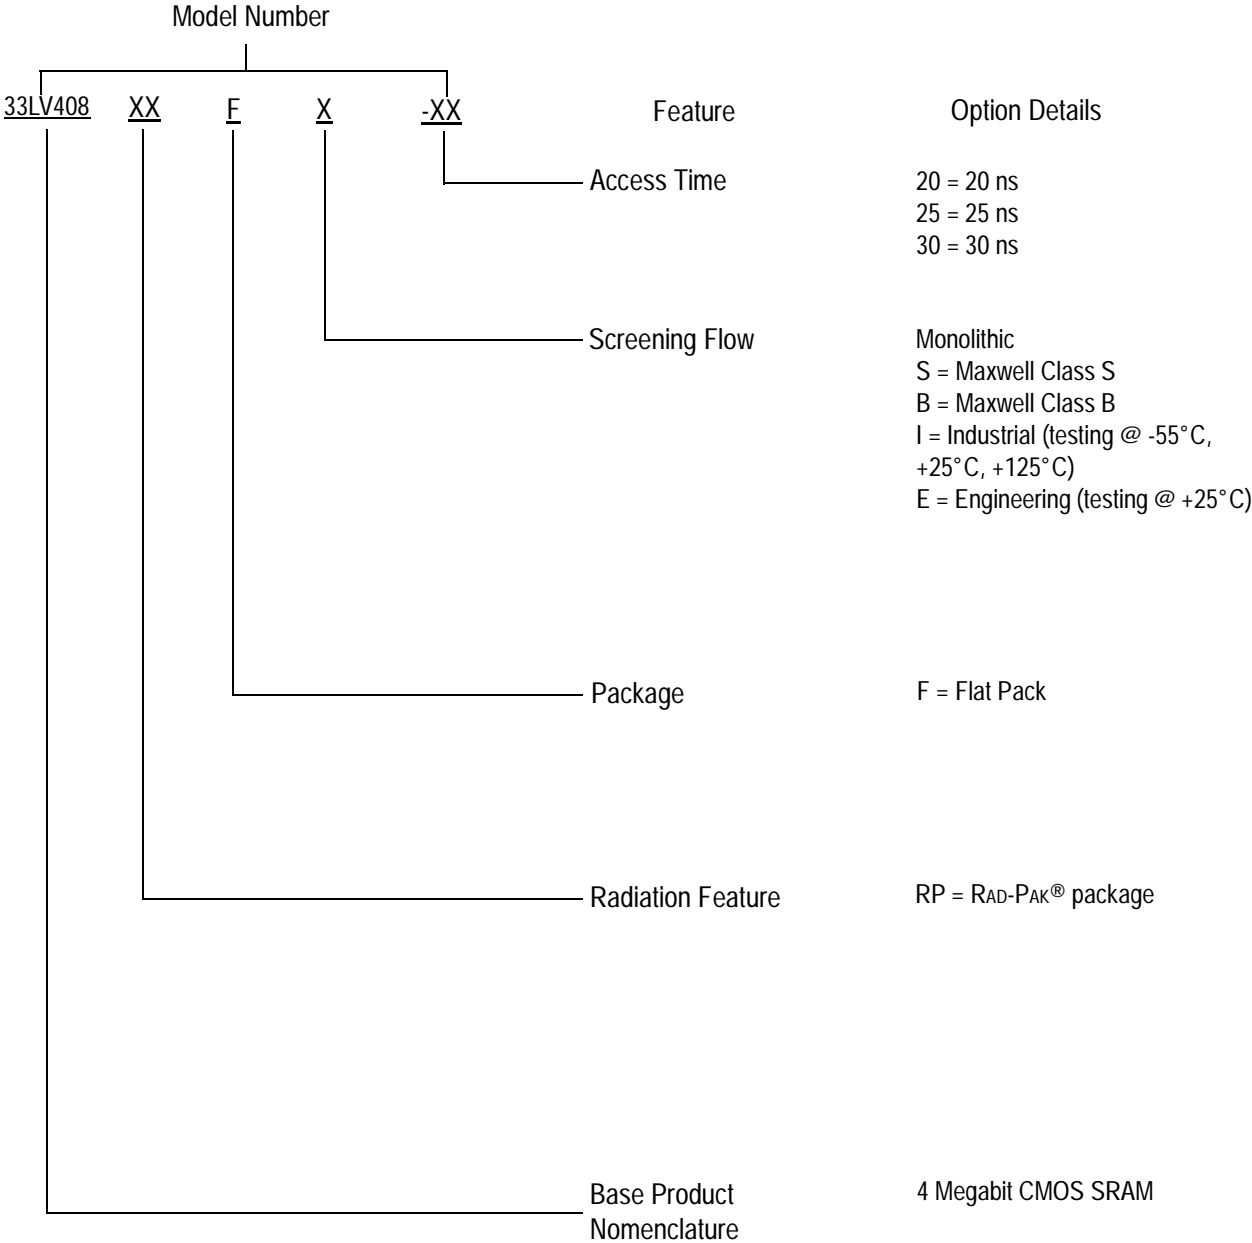 Model Number
33LV408 XX F X -XX Feature Option Details
Access Time 20 = 20 ns
25 = 25 ns
30 = 30 ns
Screening Flow Monolithic
S = Maxwell Class S
B = Maxwell Class B
I = Industrial (testing @ -55°C,
+25°C, +125°C)
E = Engineering (testing @ +25°C)
Package F = Flat Pack
Radiation Feature RP = RAD-PAK® package
Base Product 4 Megabit CMOS SRAM
Nomenclature